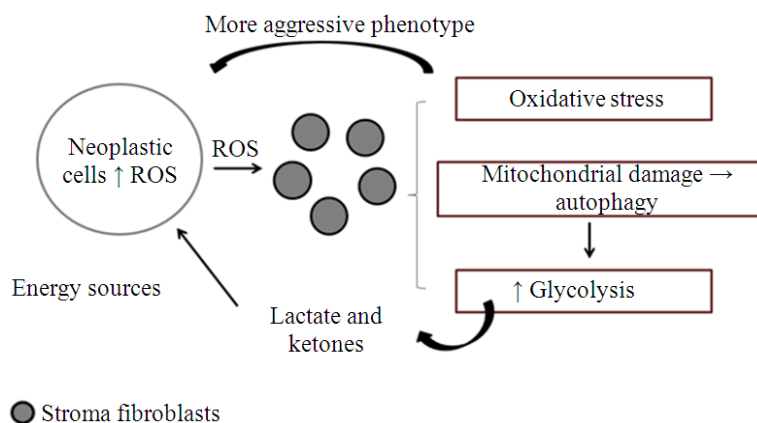 More aggressive phenotype
Oxidative stress
Neoplastic
cells ↑ ROS
ROS
Mitochondrial damage →
autophagy
Energy sources
↑ Glycolysis
Lactate and
ketones
Stroma fibroblasts